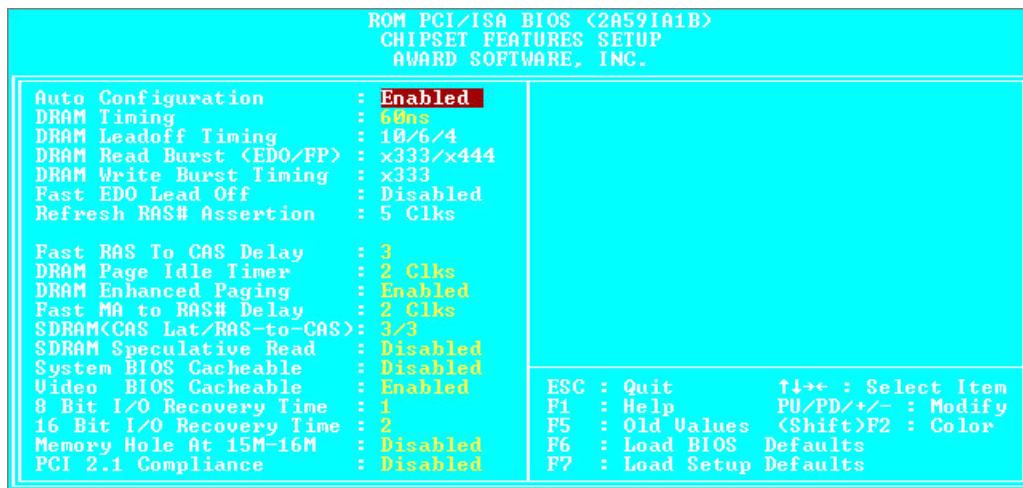 ROM PCI/ISA BIOS (2A59IA1B)
CHIPSET FEATURES SETUP
AWARD SOFTWARE, INC.
Auto Configuration : Enabled
DRAM Timing : 60ns
DRAM Leadoff Timing : 10/6/4
DRAM Read Burst (EDO/FP) : x333/x444
DRAM Write Burst Timing : x333
Fast EDO Lead Off : Disabled
Refresh RAS# Assertion : 5 Clks
Fast RAS To CAS Delay : 3
DRAM Page Idle Timer : 2 Clks
DRAM Enhanced Paging : Enabled
Fast MA to RAS# Delay : 2 Clks
SDRAM(CAS Lat/RAS-to-CAS): 3/3
SDRAM Speculative Read : Disabled
System BIOS Cacheable : Disabled
Video BIOS Cacheable : Enabled
8 Bit I/O Recovery Time : 1
16 Bit I/O Recovery Time : 2
Memory Hole At 15M-16M : Disabled
PCI 2.1 Compliance : Disabled
ESC : Quit ↑↓→← : Select Item
F1 : Help PU/PD/+/- : Modify
F5 : Old Values (Shift)F2 : Color
F6 : Load BIOS Defaults
F7 : Load Setup Defaults